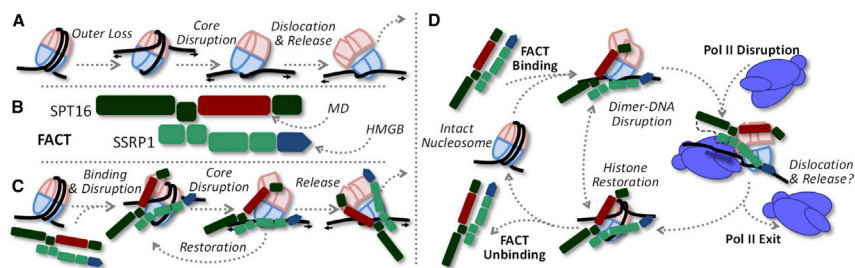 A
Outer Loss
Core
Disruption
Dislocation
& Release
B
SPT16
FACT
SSRP1
MD
HMGB
C
Binding
& Disruption
Core
Disruption
Release
Restoration
D
FACT
Binding
Pol II Disruption
Dimer-DNA
Disruption
Intact
Nucleosome
Histone
Restoration
Dislocation
& Release?
FACT
Unbinding
Pol II Exit